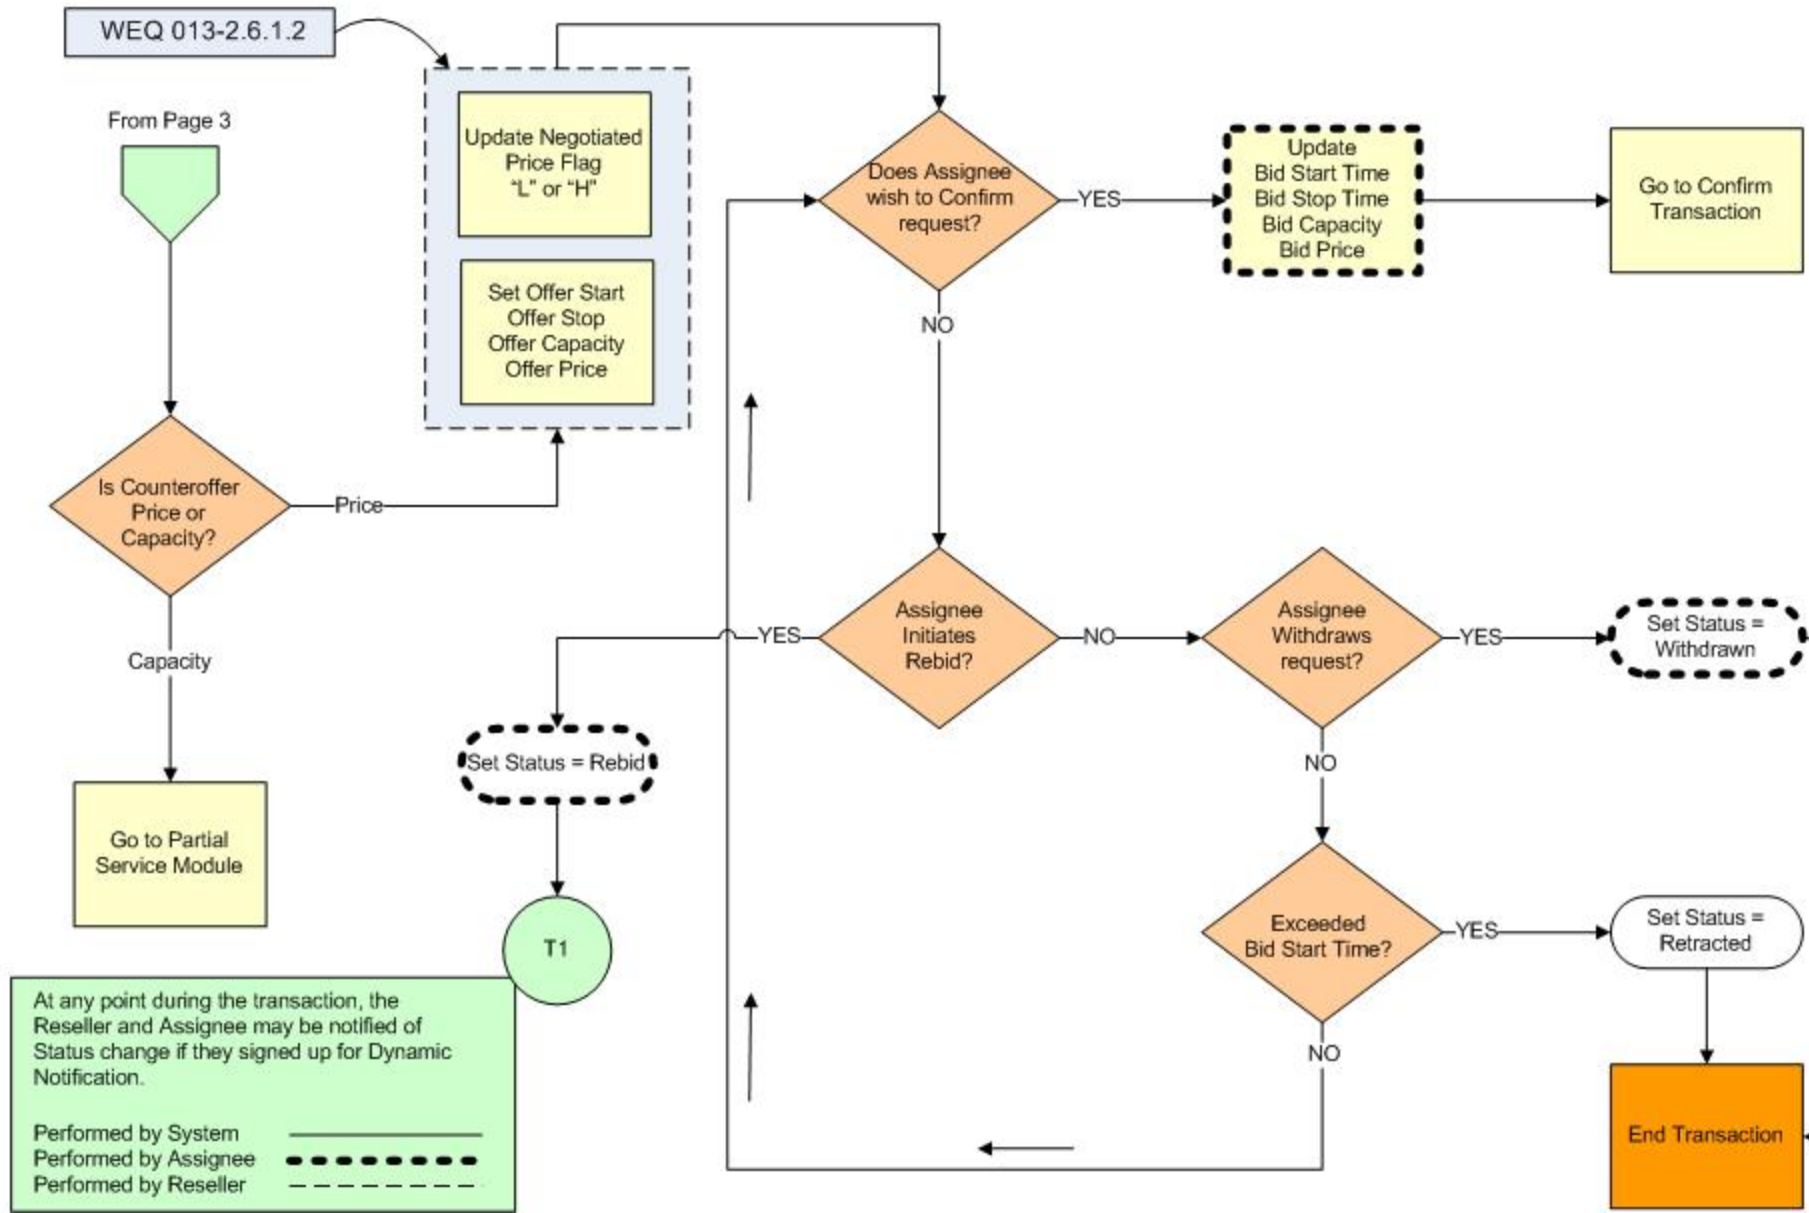 WEQ 013-2.6.1.2
From Page 3
Update Negotiated
Price Flag
"L" or "H"
Set Offer Start
Offer Stop
Offer Capacity
Offer Price
Does Assignee
wish to Confirm
request?
YES
Update
Bid Start Time
Bid Stop Time
Bid Capacity
Bid Price
Go to Confirm
Transaction
NO
Is Counteroffer
Price or
Capacity?
Price
Capacity
Go to Partial
Service Module
Assignee
Initiates
Rebid?
YES
NO
Set Status = Rebid
T1
Assignee
Withdraws
request?
YES
Set Status =
Withdrawn
NO
Exceeded
Bid Start Time?
YES
Set Status =
Retracted
NO
End Transaction
At any point during the transaction, the
Reseller and Assignee may be notified of
Status change if they signed up for Dynamic
Notification.
Performed by System
Performed by Assignee
Performed by Reseller